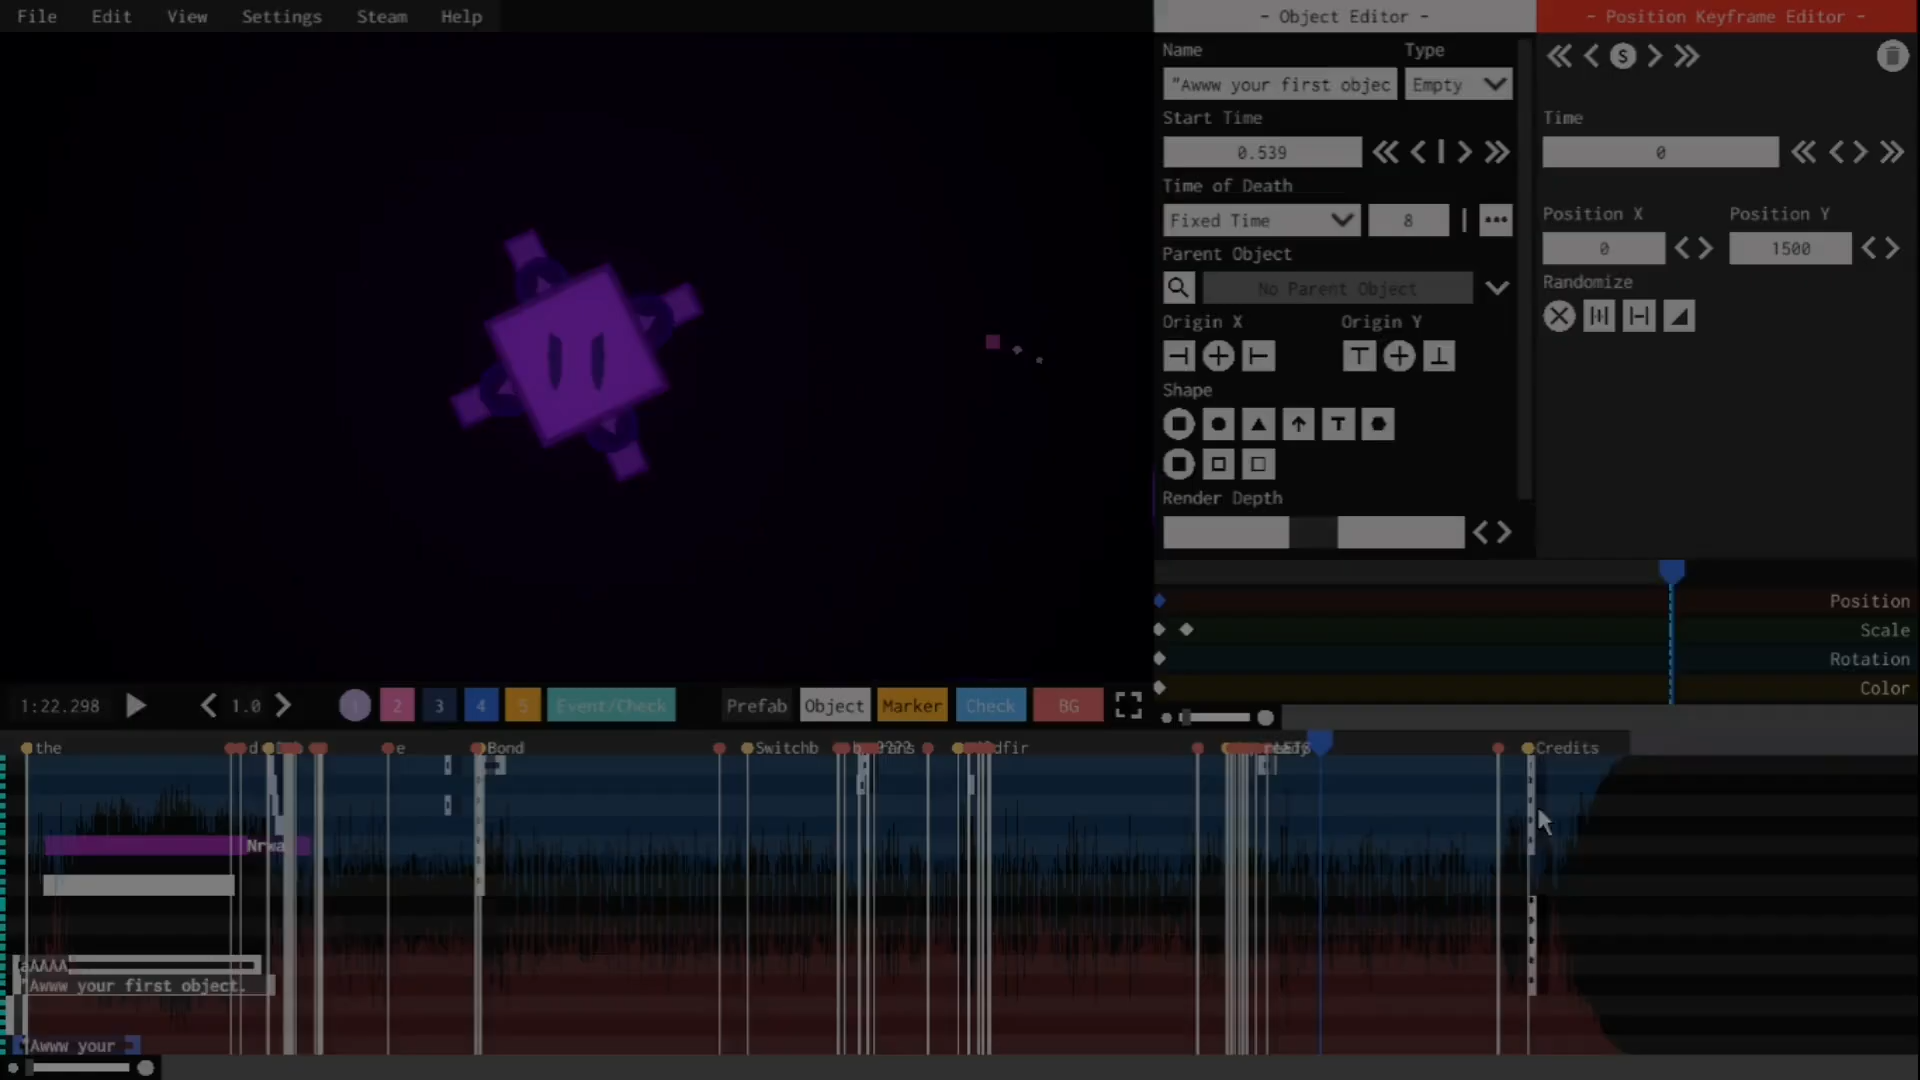 File Edit View Settings Steam Help
- Object Editor -
- Position Keyframe Editor -
Name Type
"Awww your first objec Empty
S
Start Time
Time
0.539
0
Time of Death
Fixed Time 8
Position X Position Y
0 1500
Parent Object
No Parent Object
Randomize
Origin X Origin Y
Shape
T
Render Depth
Position
Scale
Rotation
Color
1:22.298 1.0 2 3 4 5 Event/Check Prefab Object Marker Check BG
the d e Bond Switchb dfir Credits
Nrwa
aAAAA
"Awww your first object.
"Awww your